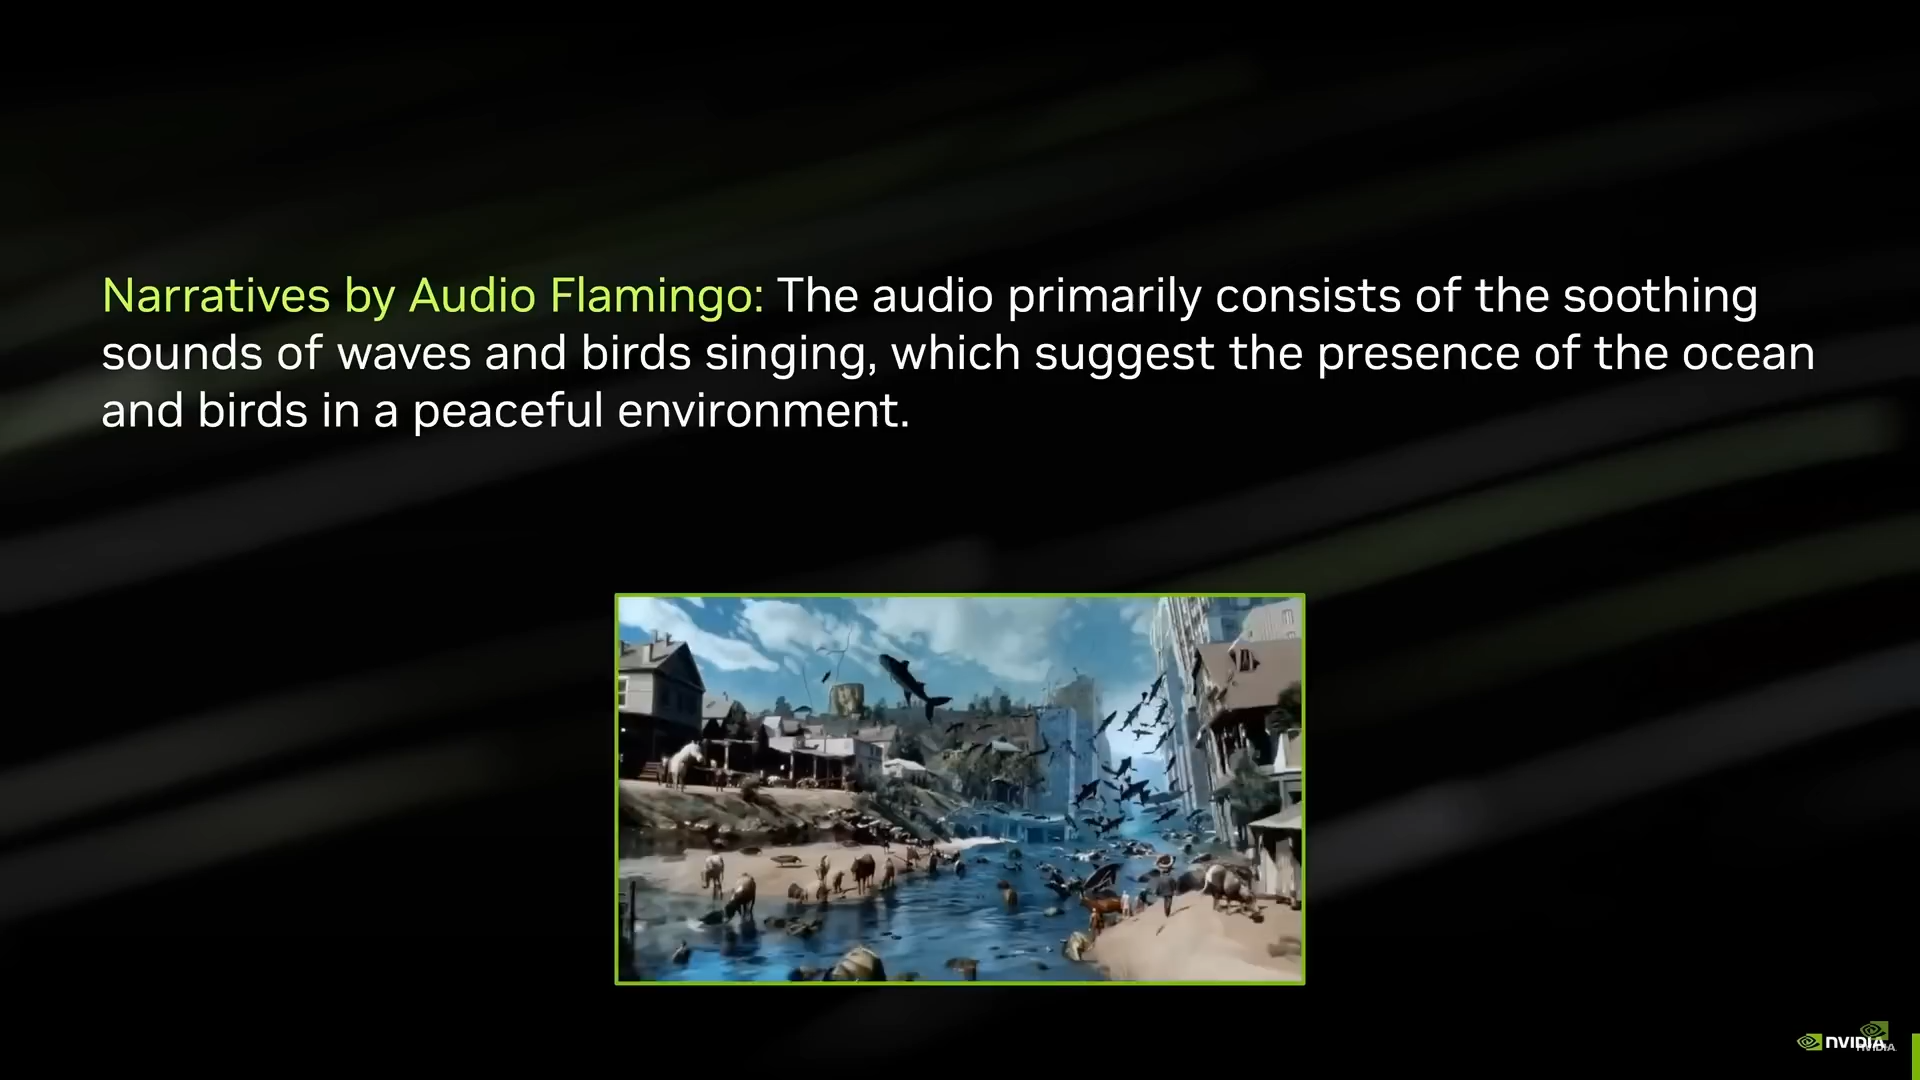 Narratives by Audio Flamingo: The audio primarily consists of the soothing
sounds of waves and birds singing, which suggest the presence of the ocean
and birds in a peaceful environment.
NVIDIA
NVIDIA